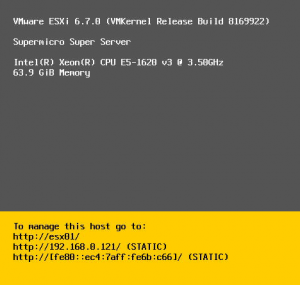 VMware ESXi 6.7.0 (VMKernel Release Build 8169922)
Supermicro Super Server
Intel(R) Xeon(R) CPU E5-1620 v3 @ 3.50GHz
63.9 GiB Memory
To manage this host go to:
http://esx01/
http://192.168.0.121/ (STATIC)
http://[fe80::ec4:7aff:fe6b:c66]/ (STATIC)